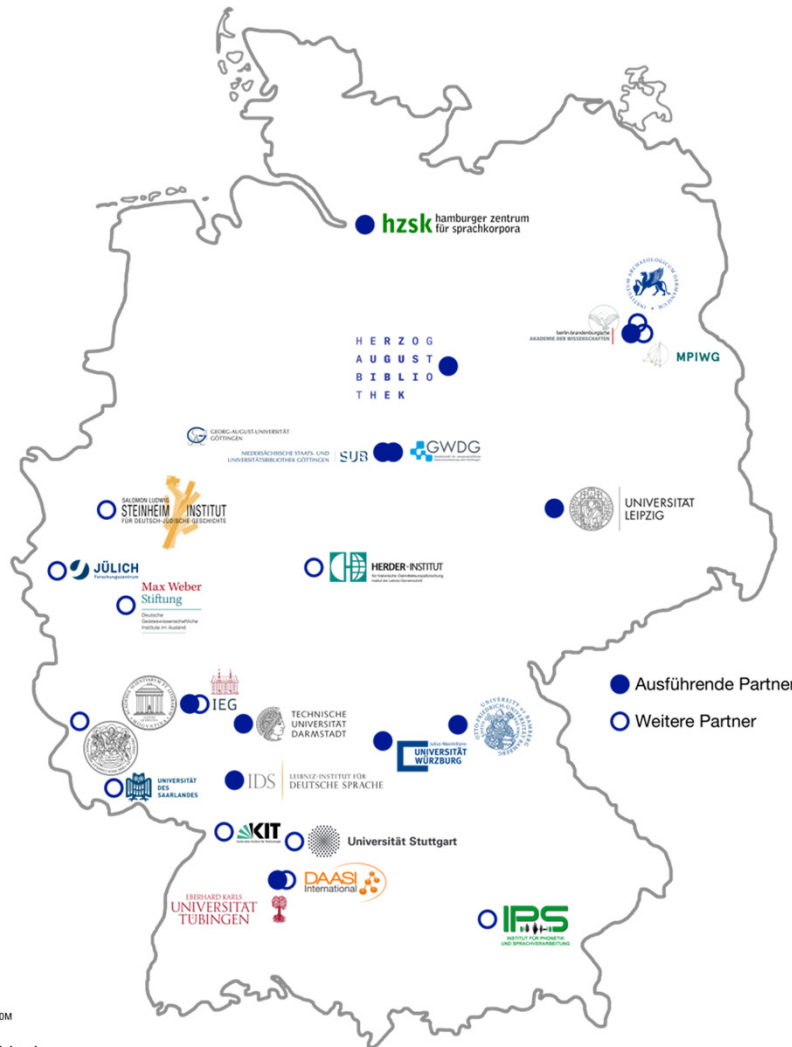 hzsk hamburger zentrum
für sprachkorpora
INSTITUTUM ARCHAEOLOGICUM GERMANICUM
berlin-brandenburgische
AKADEMIE DER WISSENSCHAFTEN
MPIWG
HERZOG
AUGUST
BIBLIO
THEK
GEORG-AUGUST-UNIVERSITÄT
GÖTTINGEN
NIEDERSÄCHSISCHE STAATS- UND
UNIVERSITÄTSBIBLIOTHEK GÖTTINGEN
SUB
GWDG
SALOMON LUDWIG
STEINHEIM INSTITUT
FÜR DEUTSCH-JÜDISCHE GESCHICHTE
UNIVERSITÄT
LEIPZIG
JÜLICH
Forschungszentrum
HERDER-INSTITUT
Max Weber
Stiftung
Deutsche
Geisteswissenschaftliche
Institute im Ausland
IEG
TECHNISCHE
UNIVERSITÄT
DARMSTADT
Julius-Maximilians-
UNIVERSITÄT
WÜRZBURG
Ausführende Partner
Weitere Partner
UNIVERSITÄT
DES
SAARLANDES
IDS
LEIBNIZ-INSTITUT FÜR
DEUTSCHE SPRACHE
KIT
Universität Stuttgart
DAASI
International
EBERHARD KARLS
UNIVERSITÄT
TÜBINGEN
IPS
INSTITUT FÜR PHONETIK
UND SPRACHVERARBEITUNG